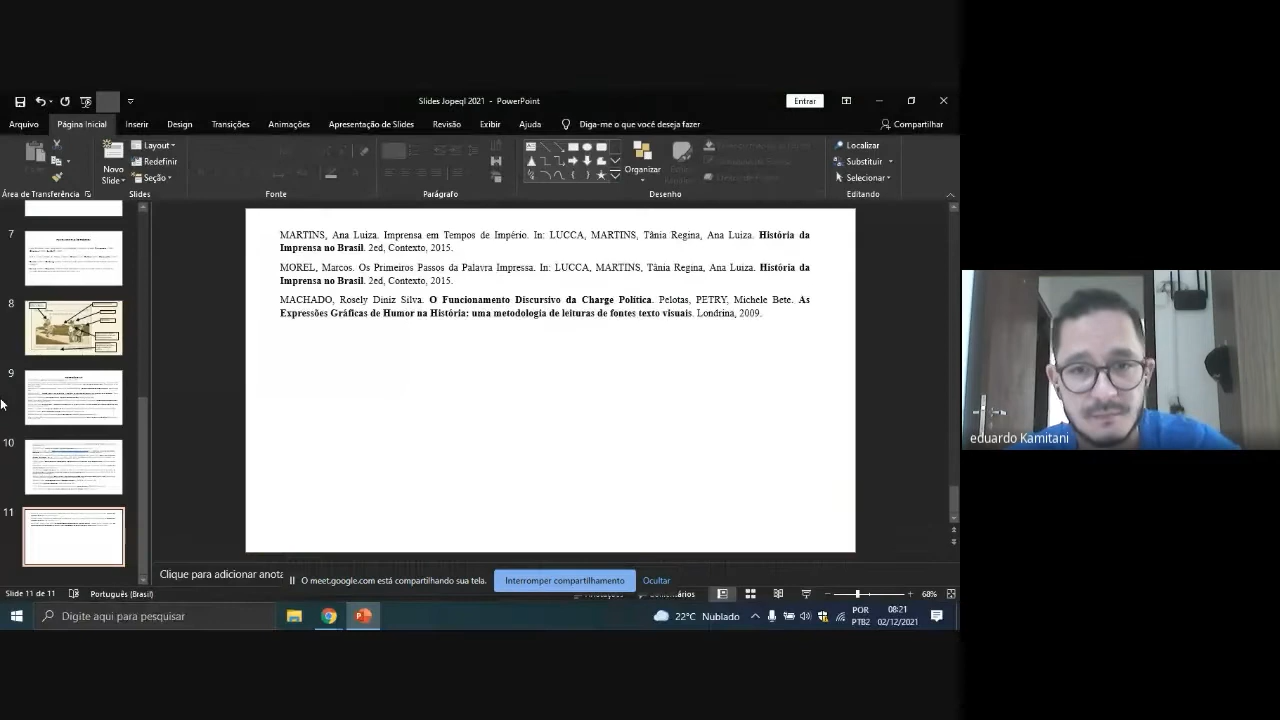 Slides Jopeql 2021 - PowerPoint
Entrar
Arquivo Página Inicial Inserir Design Transições Animações Apresentação de Slides Revisão Exibir Ajuda Diga-me o que você deseja fazer Compartilhar
Layout
Redefinir
Seção
Novo
Slide
Organizar
Localizar
Substituir
Selecionar
Área de Transferência Slides Fonte Parágrafo Desenho Editando
7
8
9
10
11
MARTINS, Ana Luiza. Imprensa em Tempos de Império. In: LUCCA, MARTINS, Tânia Regina, Ana Luiza. História da
Imprensa no Brasil. 2ed, Contexto, 2015.
MOREL, Marcos. Os Primeiros Passos da Palavra Impressa. In: LUCCA, MARTINS, Tânia Regina, Ana Luiza. História da
Imprensa no Brasil. 2ed, Contexto, 2015.
MACHADO, Rosely Diniz Silva. O Funcionamento Discursivo da Charge Política. Pelotas, PETRY, Michele Bete. As
Expressões Gráficas de Humor na História: uma metodologia de leituras de fontes texto visuais. Londrina, 2009.
eduardo Kamitani
Clique para adicionar anota
O meet.google.com está compartilhando sua tela. Interromper compartilhamento Ocultar
Slide 11 de 11 Português (Brasil) 68%
Digite aqui para pesquisar
22°C Nublado
POR
PTB2
08:21
02/12/2021